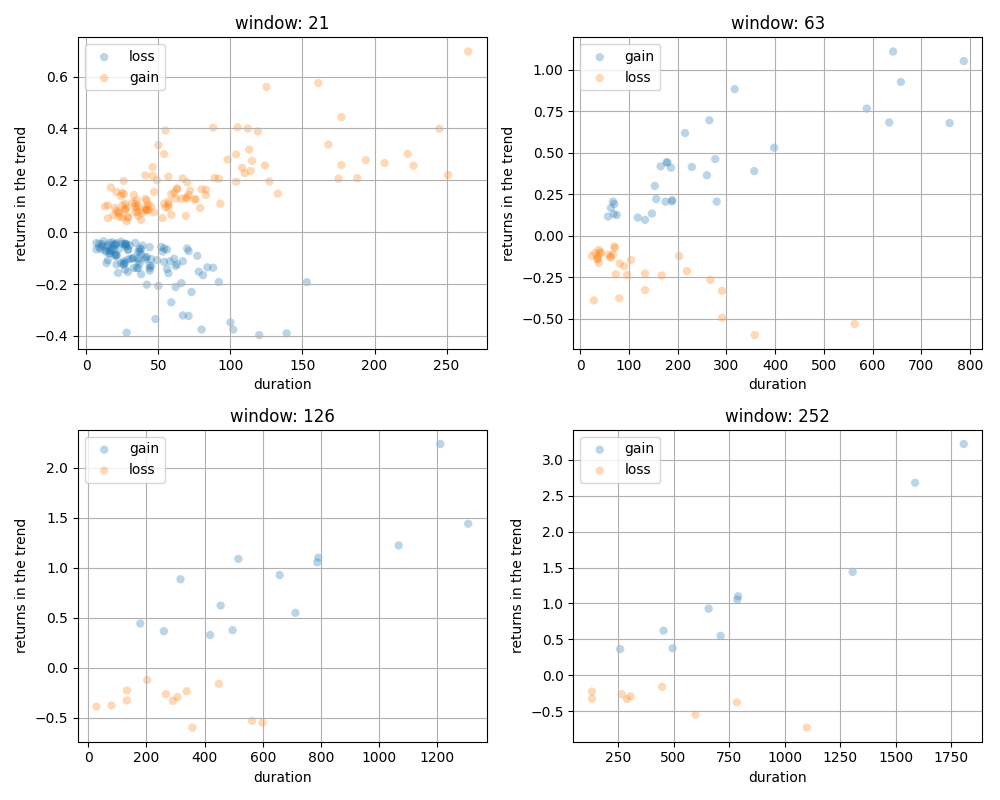 window: 21
loss
gain
0.6
0.4
0.2
0.0
−0.2
−0.4
returns in the trend
0
50
100
150
200
250
duration
window: 63
gain
loss
1.00
0.75
0.50
0.25
0.00
−0.25
−0.50
returns in the trend
0
100
200
300
400
500
600
700
800
duration
window: 126
gain
loss
2.0
1.5
1.0
0.5
0.0
−0.5
returns in the trend
0
200
400
600
800
1000
1200
duration
window: 252
gain
loss
3.0
2.5
2.0
1.5
1.0
0.5
0.0
−0.5
returns in the trend
250
500
750
1000
1250
1500
1750
duration